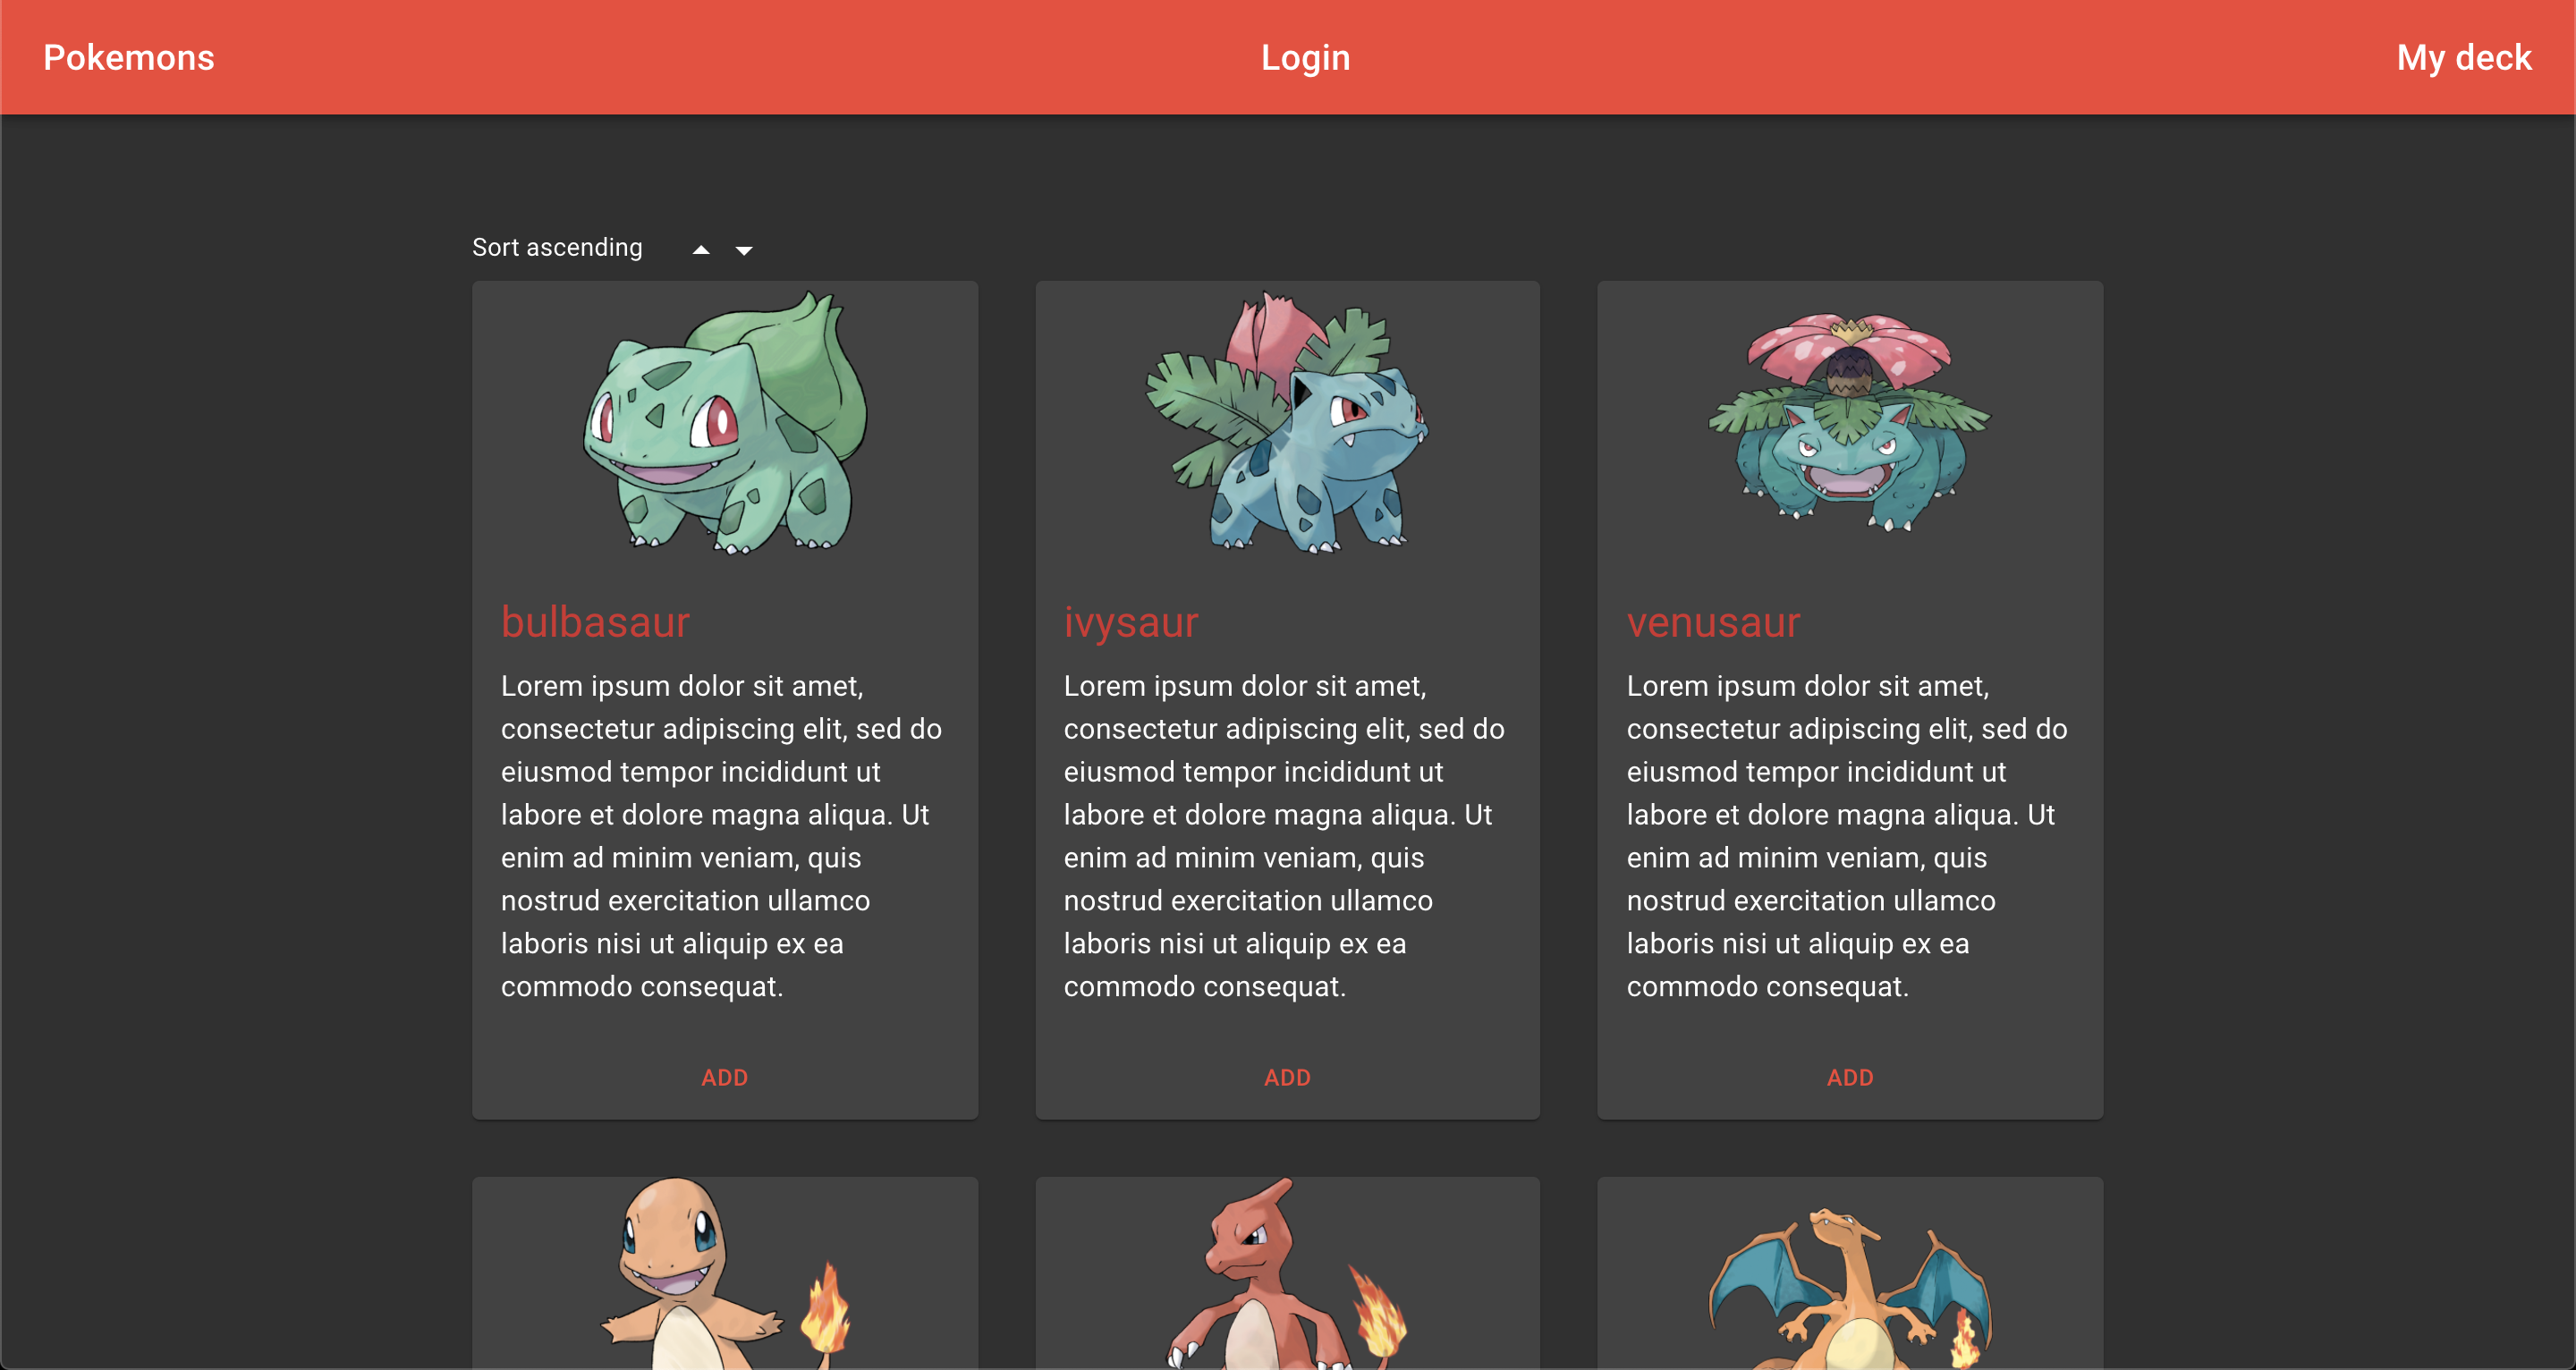 Pokemons
Login
My deck
Sort ascending
bulbasaur
Lorem ipsum dolor sit amet,
consectetur adipiscing elit, sed do
eiusmod tempor incididunt ut
labore et dolore magna aliqua. Ut
enim ad minim veniam, quis
nostrud exercitation ullamco
laboris nisi ut aliquip ex ea
commodo consequat.
ADD
ivysaur
Lorem ipsum dolor sit amet,
consectetur adipiscing elit, sed do
eiusmod tempor incididunt ut
labore et dolore magna aliqua. Ut
enim ad minim veniam, quis
nostrud exercitation ullamco
laboris nisi ut aliquip ex ea
commodo consequat.
ADD
venusaur
Lorem ipsum dolor sit amet,
consectetur adipiscing elit, sed do
eiusmod tempor incididunt ut
labore et dolore magna aliqua. Ut
enim ad minim veniam, quis
nostrud exercitation ullamco
laboris nisi ut aliquip ex ea
commodo consequat.
ADD